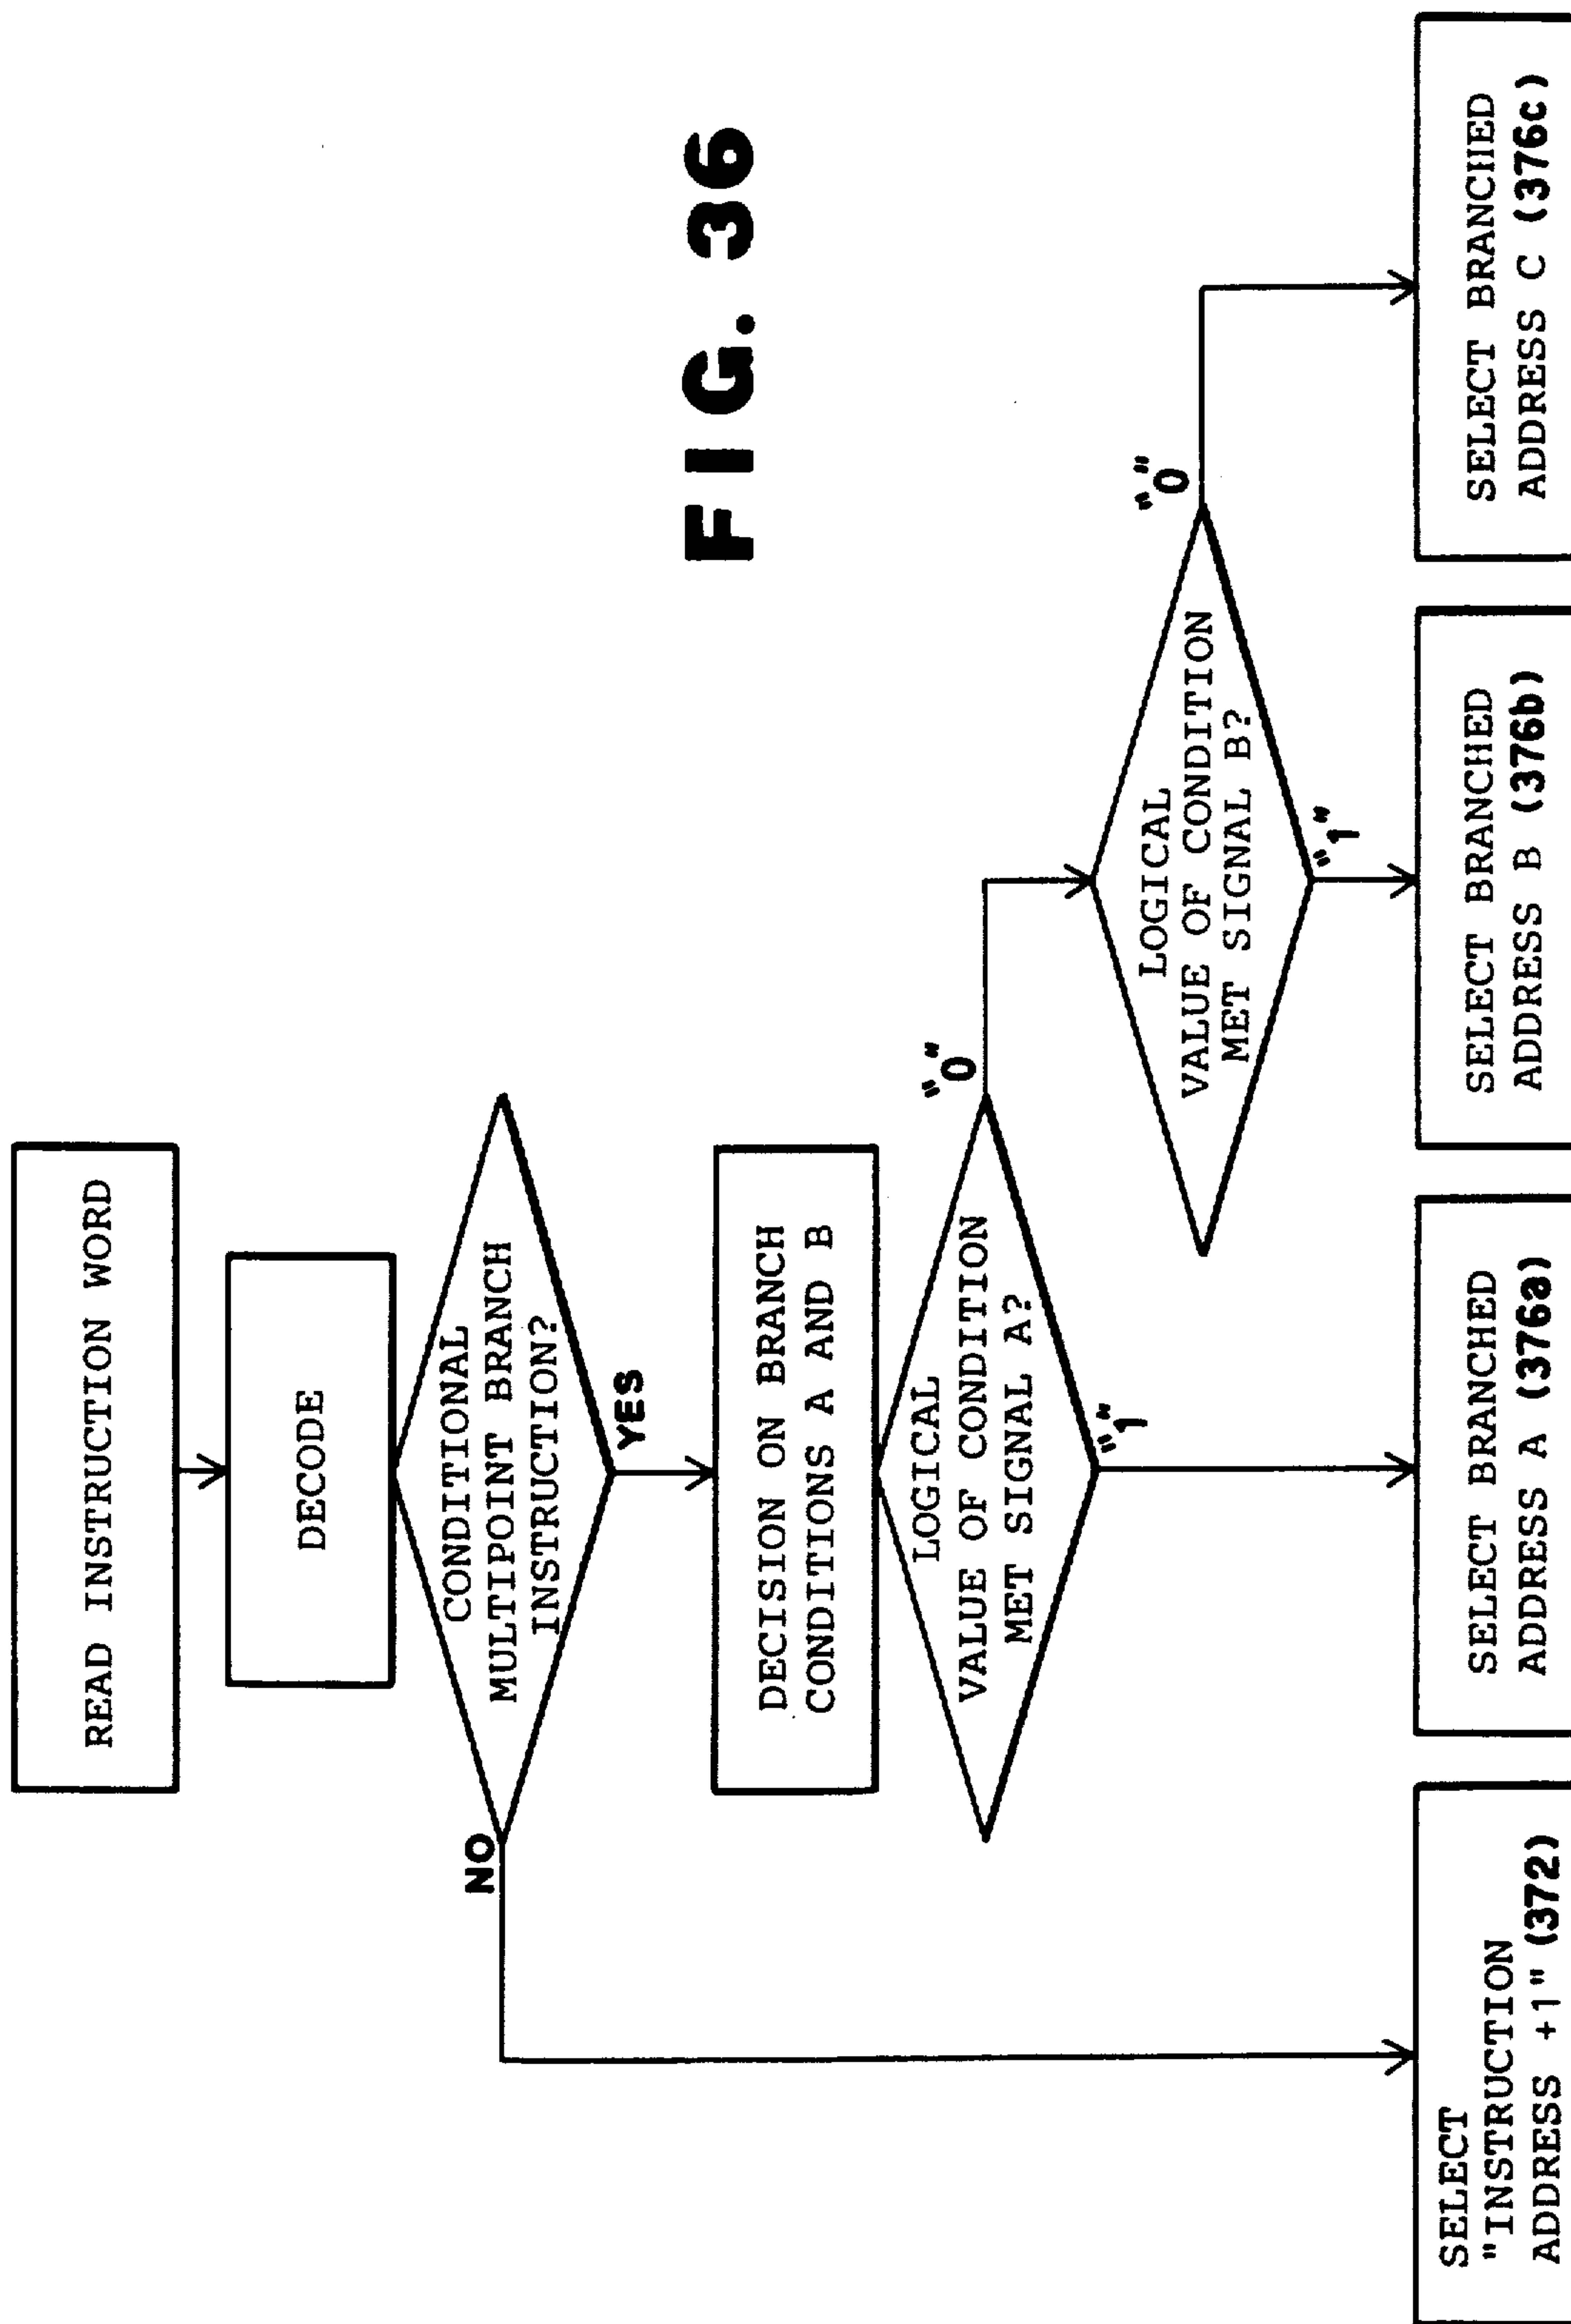 FIG. 36
READ INSTRUCTION WORD
DECODE
CONDITIONAL
MULTIPOINT BRANCH
INSTRUCTION?
NO
YES
DECISION ON BRANCH
CONDITIONS A AND B
LOGICAL
VALUE OF CONDITION
MET SIGNAL A?
"0"
"1"
LOGICAL
VALUE OF CONDITION
MET SIGNAL B?
"0"
"1"
SELECT
"INSTRUCTION
ADDRESS +1" (372)
SELECT BRANCHED
ADDRESS A (376a)
SELECT BRANCHED
ADDRESS B (376b)
SELECT BRANCHED
ADDRESS C (376c)